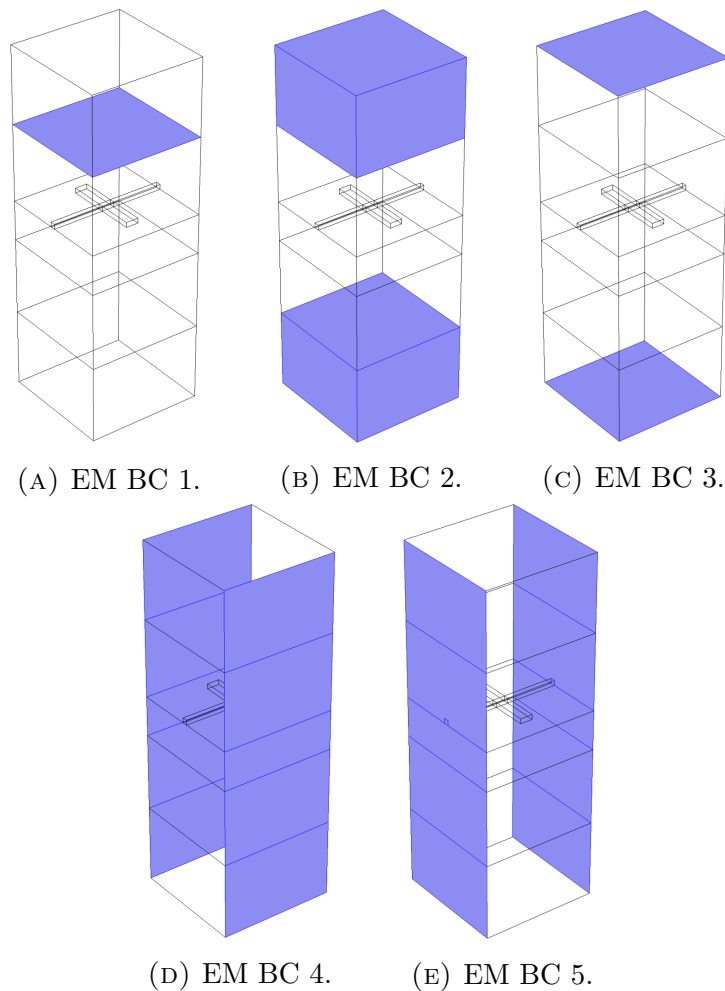 (A) EM BC 1.
(B) EM BC 2.
(C) EM BC 3.
(D) EM BC 4.
(E) EM BC 5.